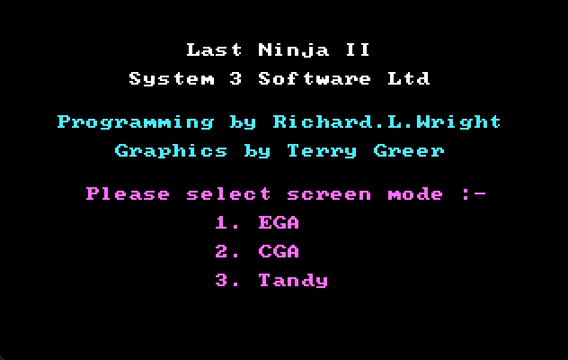 Last Ninja II
System 3 Software Ltd
Programming by Richard.L.Wright
Graphics by Terry Greer
Please select screen mode :-
1. EGA
2. CGA
3. Tandy